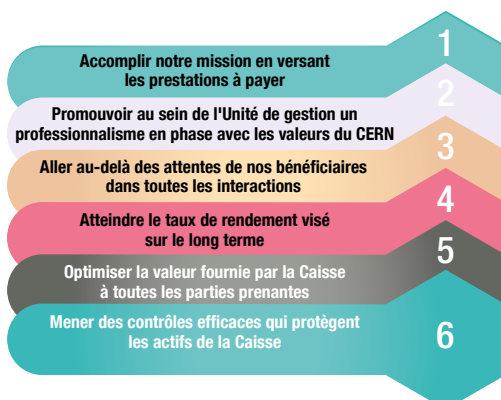 Accomplir notre mission en versant
les prestations à payer
1
Promouvoir au sein de l'Unité de gestion un
professionnalisme en phase avec les valeurs du CERN
2
Aller au-delà des attentes de nos bénéficiaires
dans toutes les interactions
3
Atteindre le taux de rendement visé
sur le long terme
4
Optimiser la valeur fournie par la Caisse
à toutes les parties prenantes
5
Mener des contrôles efficaces qui protègent
les actifs de la Caisse
6